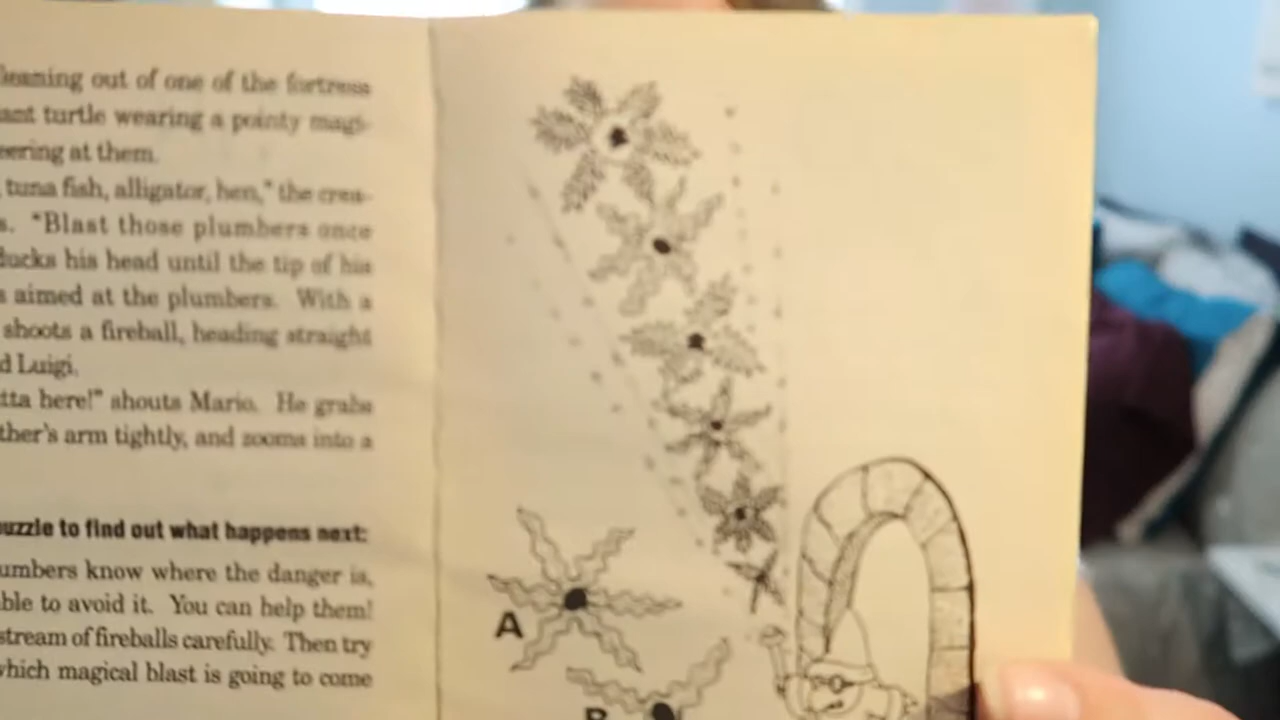 leaning out of one of the fortress
ant turtle wearing a pointy magi-
eering at them.
tuna fish, alligator, hen," the crea-
s. "Blast those plumbers once
ducks his head until the tip of his
s aimed at the plumbers. With a
shoots a fireball, heading straight
d Luigi.
tta here!" shouts Mario. He grabs
ther's arm tightly, and zooms into a
puzzle to find out what happens next:
umbers know where the danger is,
ble to avoid it. You can help them!
stream of fireballs carefully. Then try
which magical blast is going to come
A
B